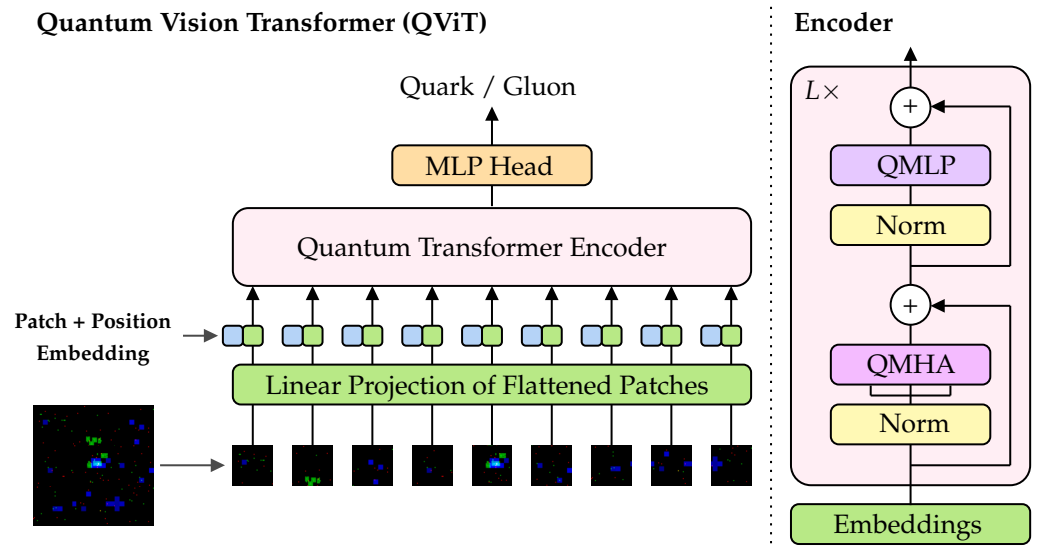 Quantum Vision Transformer (QViT)
Quark / Gluon
MLP Head
Quantum Transformer Encoder
Patch + Position
Embedding
Linear Projection of Flattened Patches
Encoder
L×
+
QMLP
Norm
+
QMHA
Norm
Embeddings